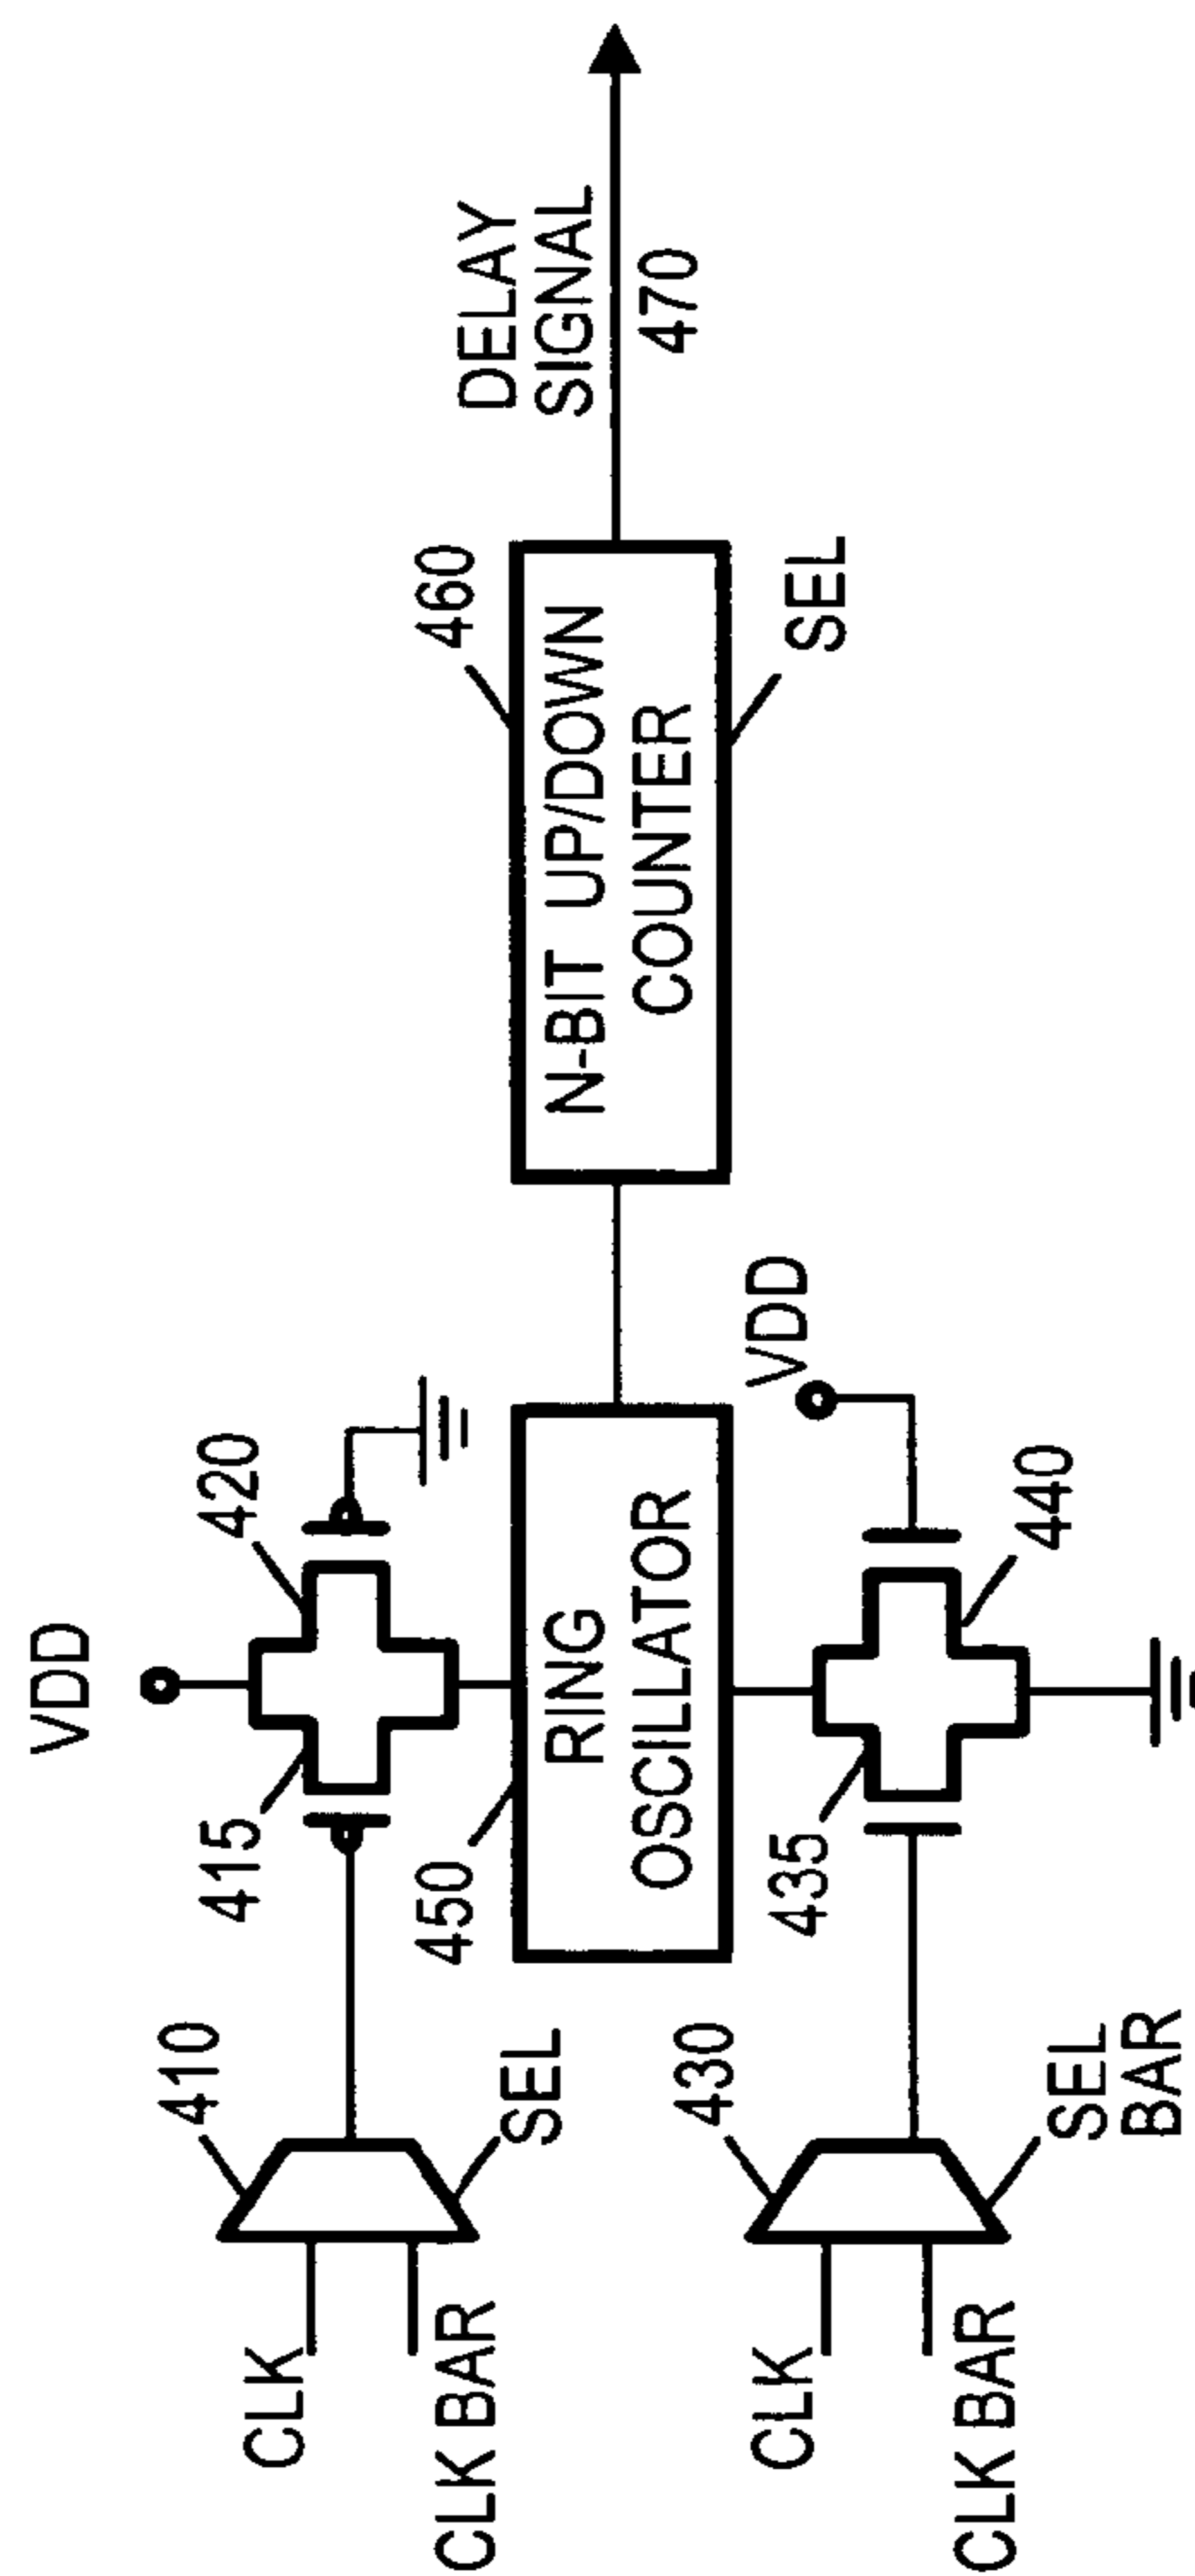 VDD
410
415
420
CLK
CLK BAR
SEL
450
RING
OSCILLATOR
460
N-BIT UP/DOWN
COUNTER
SEL
DELAY
SIGNAL
470
430
435
440
VDD
CLK
CLK BAR
SEL
BAR